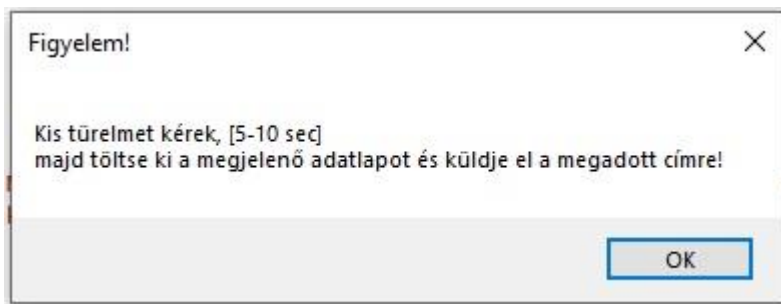 Figyelem!
Kis türelmet kérek, [5-10 sec]
majd töltse ki a megjelenő adatlapot és küldje el a megadott címre!
OK